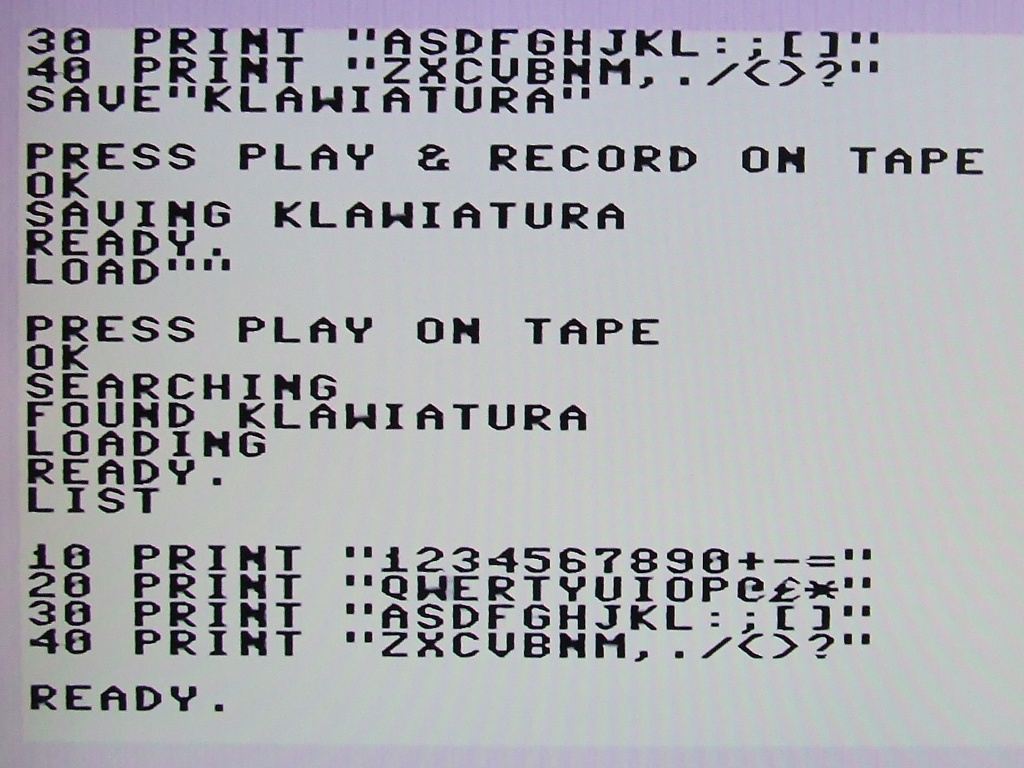 30 PRINT "ASDFGHJKL:;[]"
40 PRINT "ZXCVBNM,./<>?"
SAVE"KLAWIATURA"
PRESS PLAY & RECORD ON TAPE
OK
SAVING KLAWIATURA
READY.
LOAD""
PRESS PLAY ON TAPE
OK
SEARCHING
FOUND KLAWIATURA
LOADING
READY.
LIST
10 PRINT "1234567890+-="
20 PRINT "QWERTYUIOP@£*"
30 PRINT "ASDFGHJKL:;[]"
40 PRINT "ZXCVBNM,./<>?"
READY.